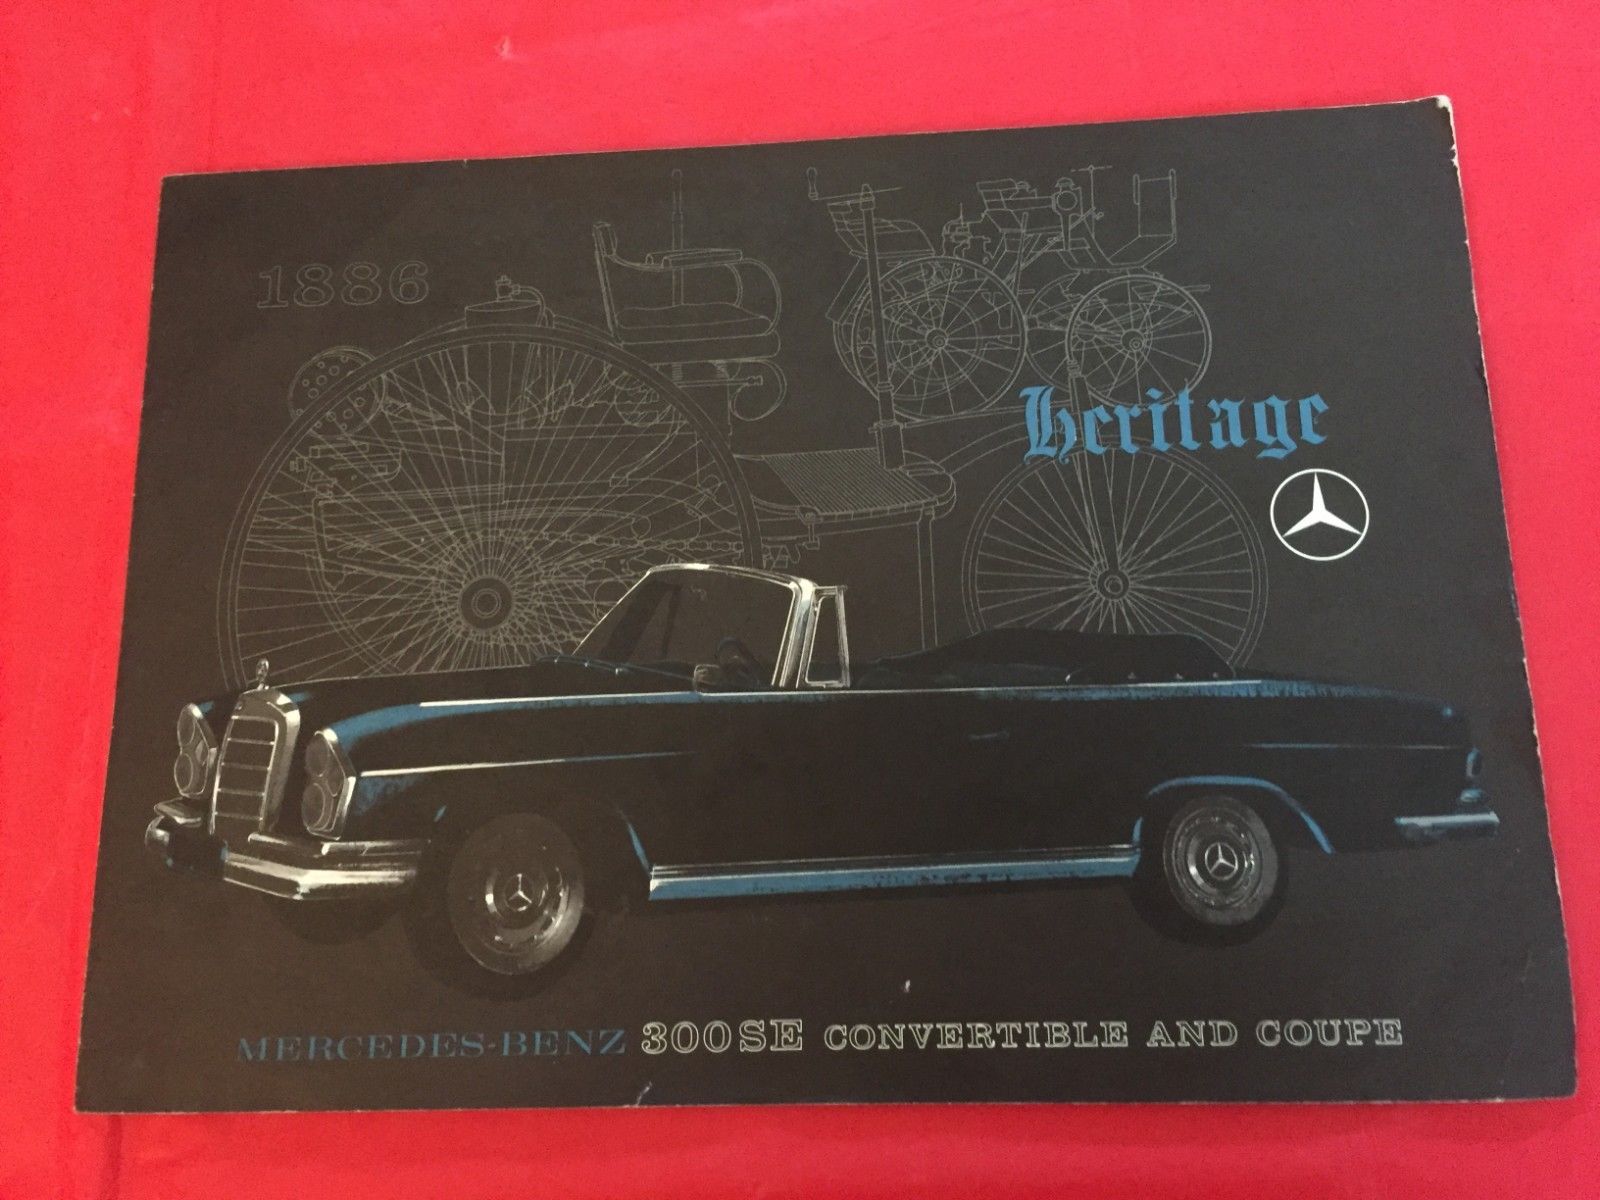 1886
Heritage
MERCEDES-BENZ 300SE CONVERTIBLE AND COUPE